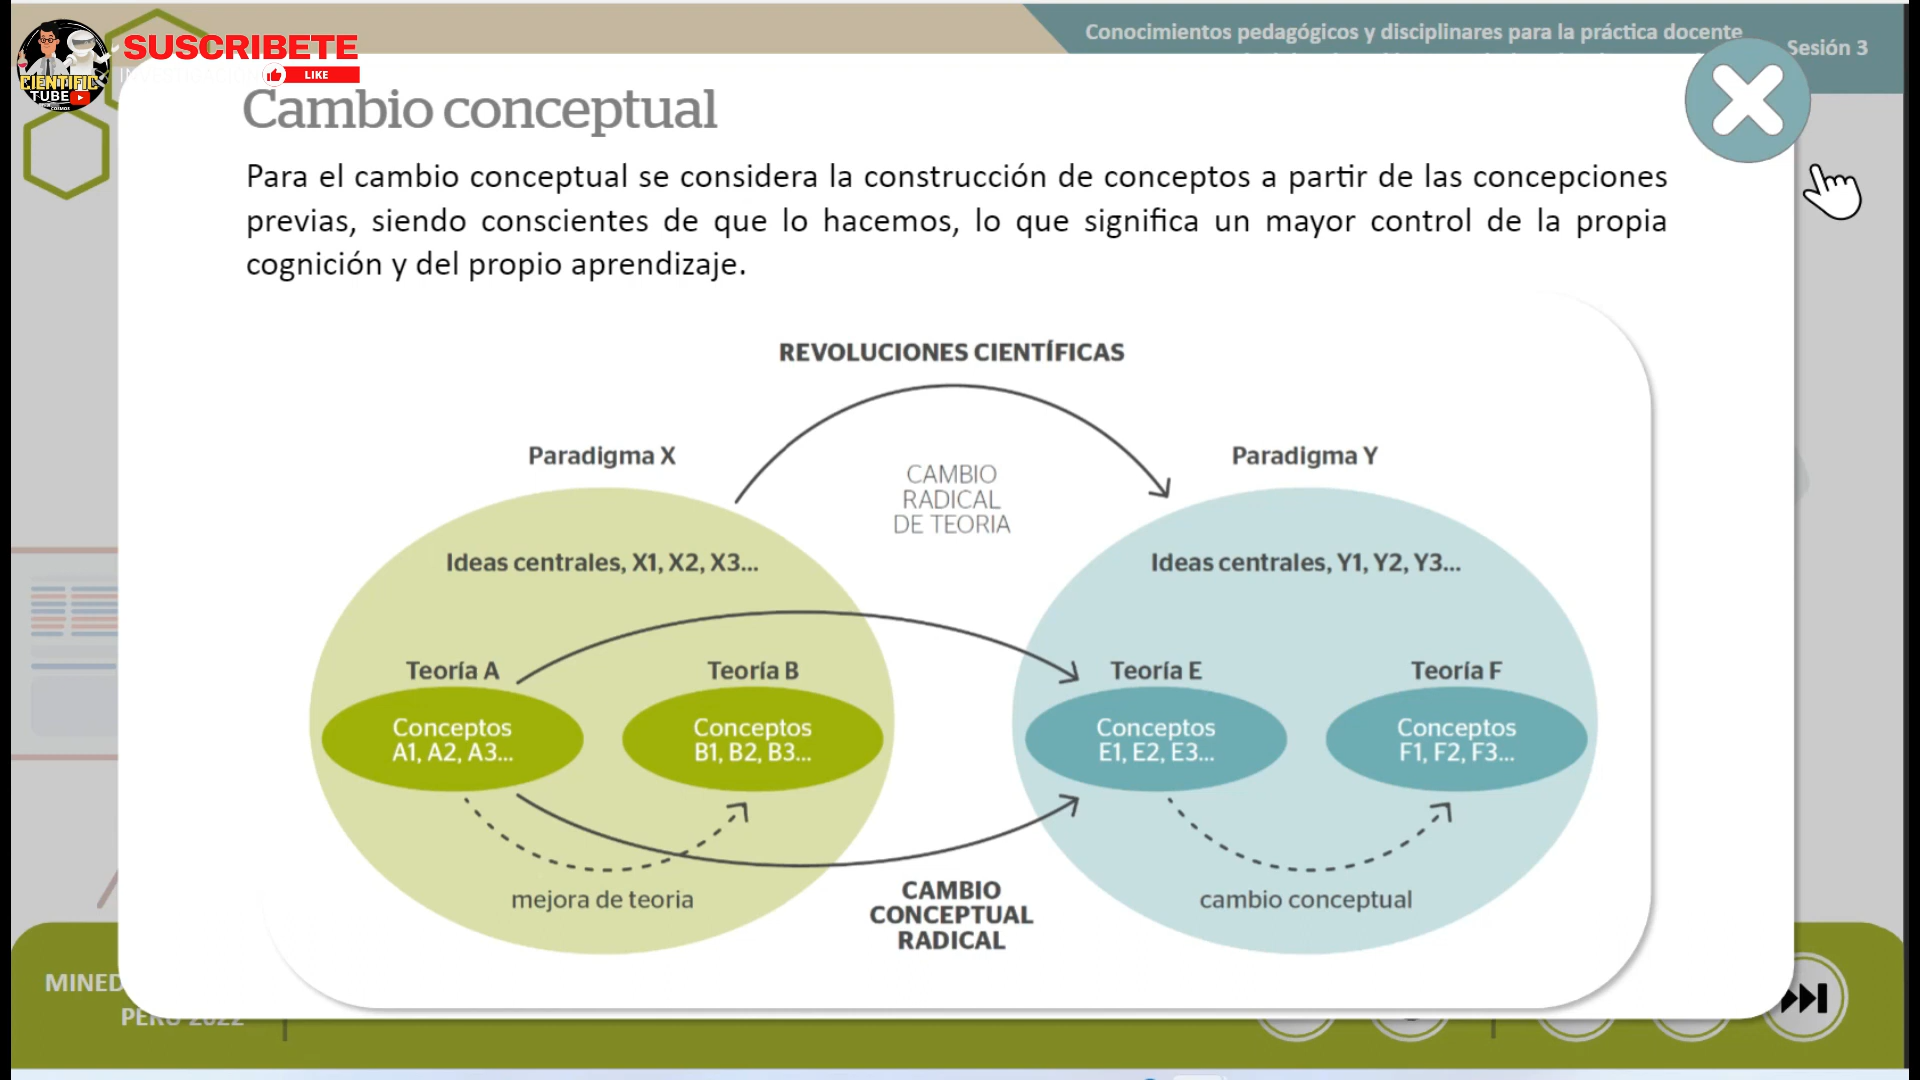 Conocimientos pedagógicos y disciplinares para la práctica docente
Sesión 3
SUSCRIBETE
LIKE
CIENTIFIC
TUBE
COSMOS
Cambio conceptual
Para el cambio conceptual se considera la construcción de conceptos a partir de las concepciones
previas, siendo conscientes de que lo hacemos, lo que significa un mayor control de la propia
cognición y del propio aprendizaje.
REVOLUCIONES CIENTÍFICAS
Paradigma X
Paradigma Y
CAMBIO
RADICAL
DE TEORIA
Ideas centrales, X1, X2, X3...
Ideas centrales, Y1, Y2, Y3...
Teoría A
Teoría B
Teoría E
Teoría F
Conceptos
A1, A2, A3...
Conceptos
B1, B2, B3...
Conceptos
E1, E2, E3...
Conceptos
F1, F2, F3...
mejora de teoria
cambio conceptual
CAMBIO
CONCEPTUAL
RADICAL
MINED
PERÚ 2022